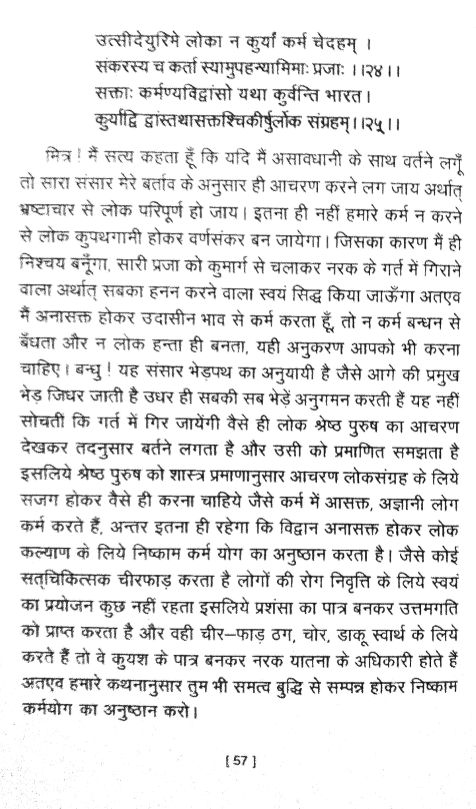 उत्सीदेयुरिमे लोका न कुर्यां कर्म चेदहम् ।
संकरस्य च कर्ता स्यामुपहन्यामिमाः प्रजाः ।।२४।।
सक्ताः कर्मण्यविद्वांसो यथा कुर्वन्ति भारत।
कुर्याद्वि द्वांस्तथासक्तश्चिकीर्षुर्लोक संग्रहम्।।२५।।
मित्र ! मैं सत्य कहता हूँ कि यदि मैं असावधानी के साथ वर्तने लगूँ
तो सारा संसार मेरे बर्ताव के अनुसार ही आचरण करने लग जाय अर्थात्
भ्रष्टाचार से लोक परिपूर्ण हो जाय। इतना ही नहीं हमारे कर्म न करने
से लोक कुपथगामी होकर वर्णसंकर बन जायेगा। जिसका कारण मैं ही
निश्चय बनूँगा, सारी प्रजा को कुमार्ग से चलाकर नरक के गर्त में गिराने
वाला अर्थात् सबका हनन करने वाला स्वयं सिद्ध किया जाऊँगा अतएव
मैं अनासक्त होकर उदासीन भाव से कर्म करता हूँ, तो न कर्म बन्धन से
बँधता और न लोक हन्ता ही बनता, यही अनुकरण आपको भी करना
चाहिए। बन्धु ! यह संसार भेड़पथ का अनुयायी है जैसे आगे की प्रमुख
भेड़ जिधर जाती है उधर ही सबकी सब भेड़ें अनुगमन करती हैं यह नहीं
सोचतीं कि गर्त में गिर जायेंगी वैसे ही लोक श्रेष्ठ पुरुष का आचरण
देखकर तदनुसार बर्तने लगता है और उसी को प्रमाणित समझता है
इसलिये श्रेष्ठ पुरुष को शास्त्र प्रमाणानुसार आचरण लोकसंग्रह के लिये
सजग होकर वैसे ही करना चाहिये जैसे कर्म में आसक्त, अज्ञानी लोग
कर्म करते हैं, अन्तर इतना ही रहेगा कि विद्वान अनासक्त होकर लोक
कल्याण के लिये निष्काम कर्म योग का अनुष्ठान करता है। जैसे कोई
सत्‌चिकित्सक चीरफाड़ करता है लोगों की रोग निवृत्ति के लिये स्वयं
का प्रयोजन कुछ नहीं रहता इसलिये प्रशंसा का पात्र बनकर उत्तमगति
को प्राप्त करता है और वही चीर–फाड़ ठग, चोर, डाकू स्वार्थ के लिये
करते हैं तो वे कुयश के पात्र बनकर नरक यातना के अधिकारी होते हैं
अतएव हमारे कथनानुसार तुम भी समत्व बुद्धि से सम्पन्न होकर निष्काम
कर्मयोग का अनुष्ठान करो।
[ 57 ]